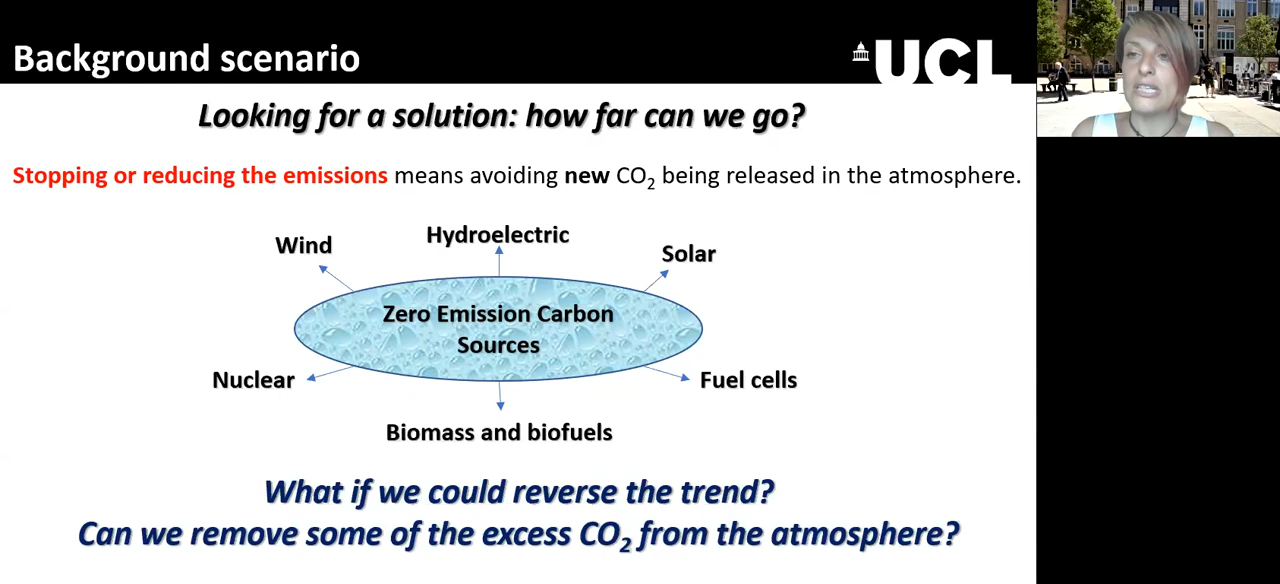 Background scenario
UCL
Looking for a solution: how far can we go?
Stopping or reducing the emissions means avoiding new CO₂ being released in the atmosphere.
Wind
Hydroelectric
Solar
Zero Emission Carbon
Sources
Nuclear
Fuel cells
Biomass and biofuels
What if we could reverse the trend?
Can we remove some of the excess CO₂ from the atmosphere?